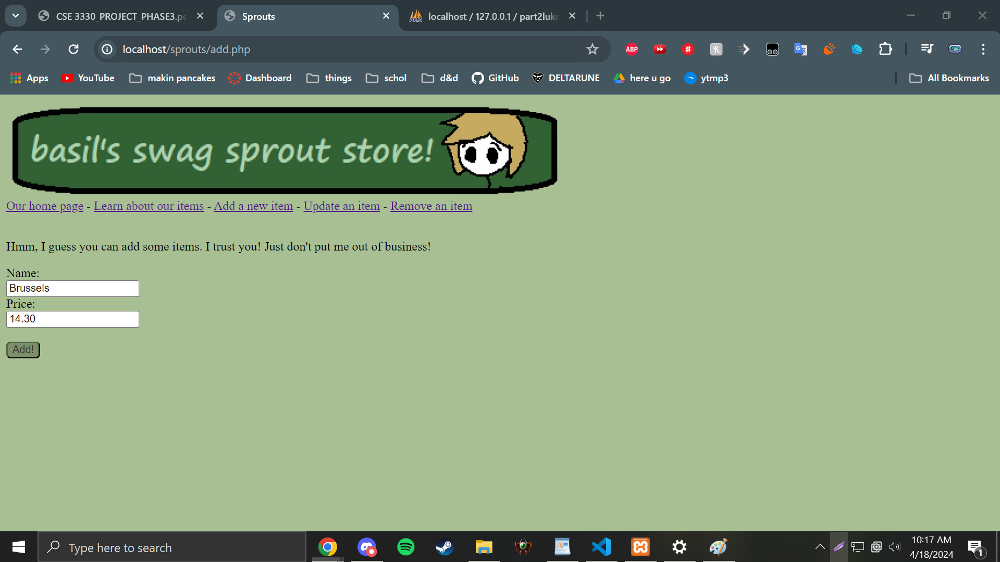 CSE 3330_PROJECT_PHASE3.pd
Sprouts
localhost / 127.0.0.1 / part2luke
localhost/sprouts/add.php
ABP
Apps
YouTube
makin pancakes
Dashboard
things
schol
d&d
GitHub
DELTARUNE
here u go
ytmp3
All Bookmarks
basil's swag sprout store!
Our home page - Learn about our items - Add a new item - Update an item - Remove an item
Hmm, I guess you can add some items. I trust you! Just don't put me out of business!
Name:
Brussels
Price:
14.30
Add!
Type here to search
10:17 AM
4/18/2024
1